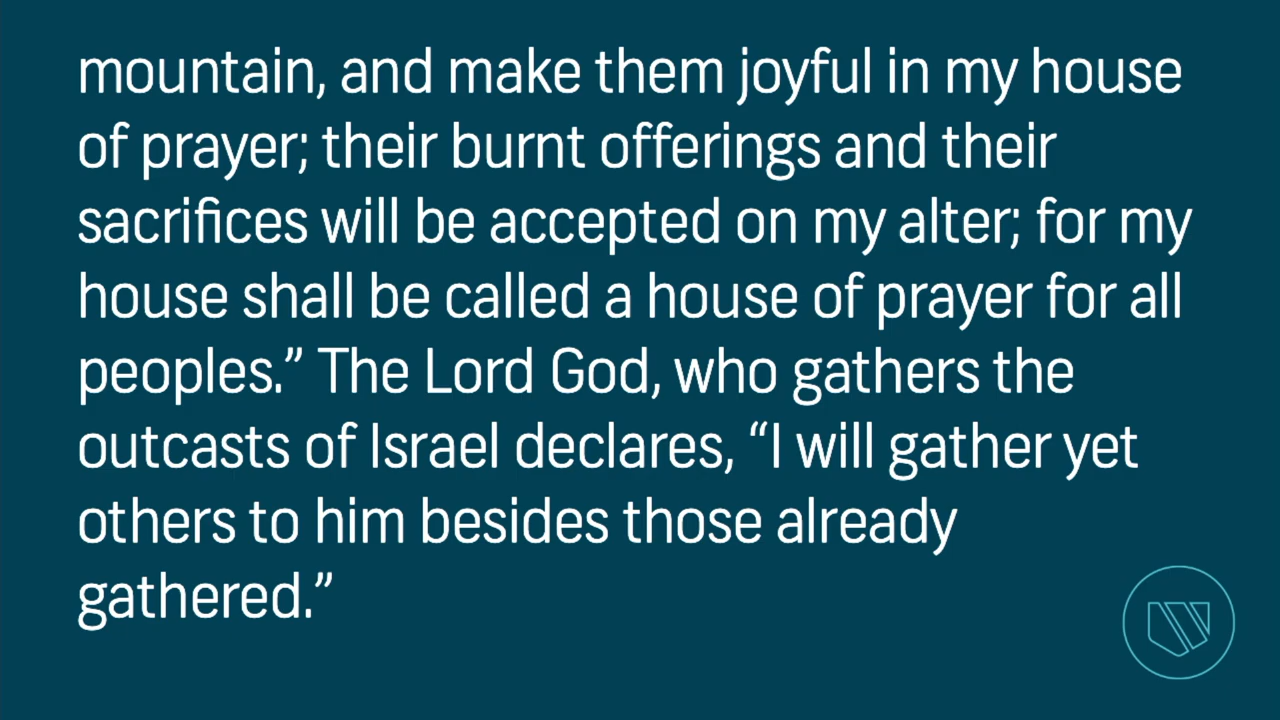 mountain, and make them joyful in my house
of prayer; their burnt offerings and their
sacrifices will be accepted on my alter; for my
house shall be called a house of prayer for all
peoples.” The Lord God, who gathers the
outcasts of Israel declares, “I will gather yet
others to him besides those already
gathered.”